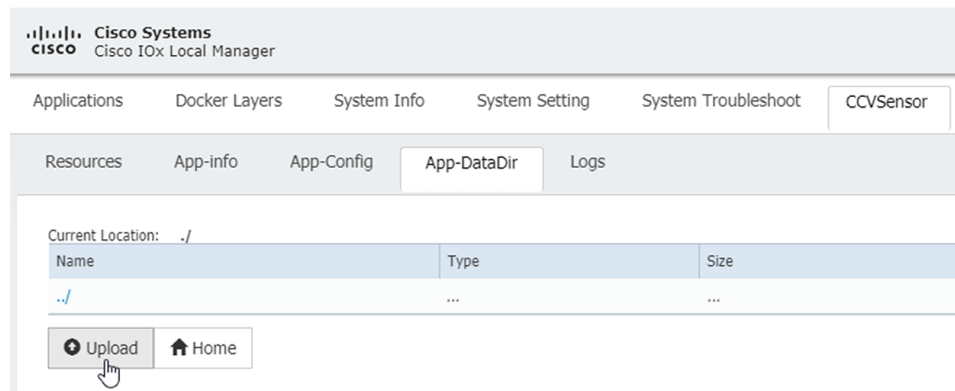 Cisco Systems
cisco Cisco IOx Local Manager
Applications Docker Layers System Info System Setting System Troubleshoot CCVSensor
Resources App-info App-Config App-DataDir Logs
Current Location: ./
Name Type Size
../ ... ...
Upload Home